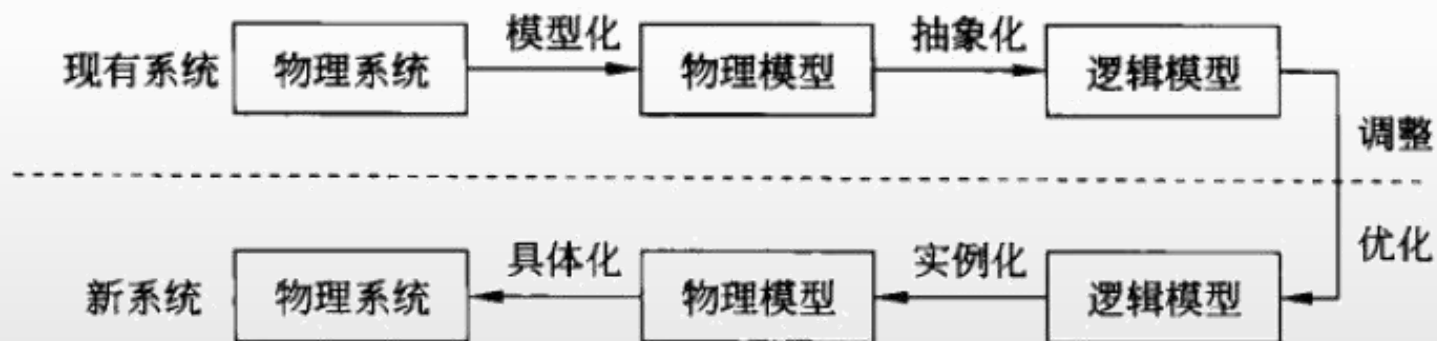 模型化 抽象化
现有系统 物理系统 物理模型 逻辑模型
调整
具体化 实例化 优化
新系统 物理系统 物理模型 逻辑模型